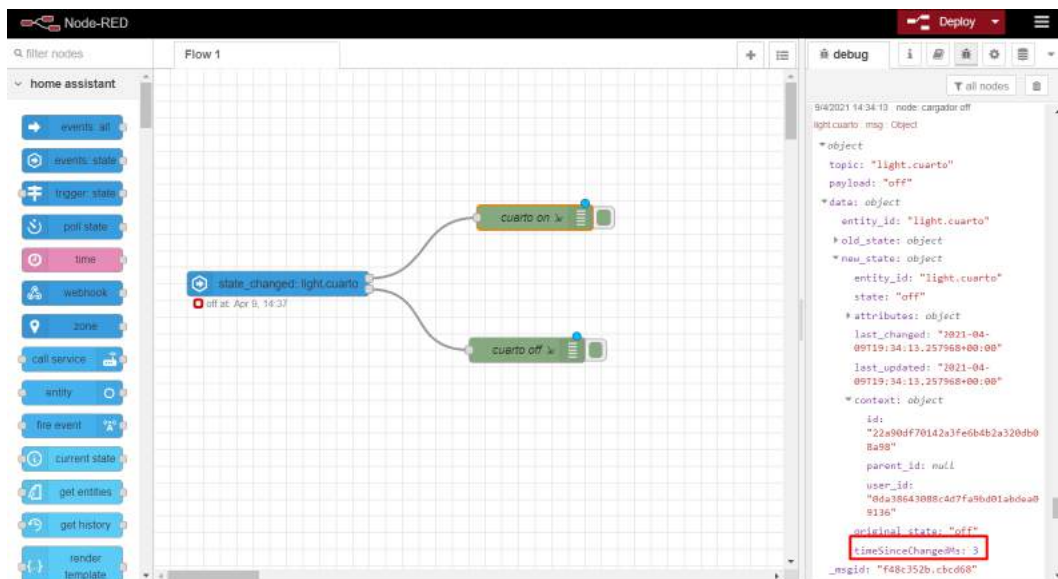 Node-RED
Deploy
filter nodes
Flow 1
debug
i
home assistant
all nodes
events: all
events: state
trigger: state
poll state
time
webhook
zone
call service
entity
fire event
current state
get entities
get history
render
template
state_changed: light.cuarto
off at: Apr 9, 14:37
cuarto on
cuarto off
9/4/2021 14:34:13 node: cargador off
light.cuarto : msg : Object
object
topic: "light.cuarto"
payload: "off"
data: object
entity_id: "light.cuarto"
old_state: object
new_state: object
entity_id: "light.cuarto"
state: "off"
attributes: object
last_changed: "2021-04-
09T19:34:13.257968+00:00"
last_updated: "2021-04-
09T19:34:13.257968+00:00"
context: object
id:
"22a90df70142a3fe6b4b2a320db0
8a98"
parent_id: null
user_id:
"0da38643088c4d7fa9bd01abdea0
9136"
original_state: "off"
timeSinceChangedMs: 3
_msgid: "f48c352b.cbcd68"